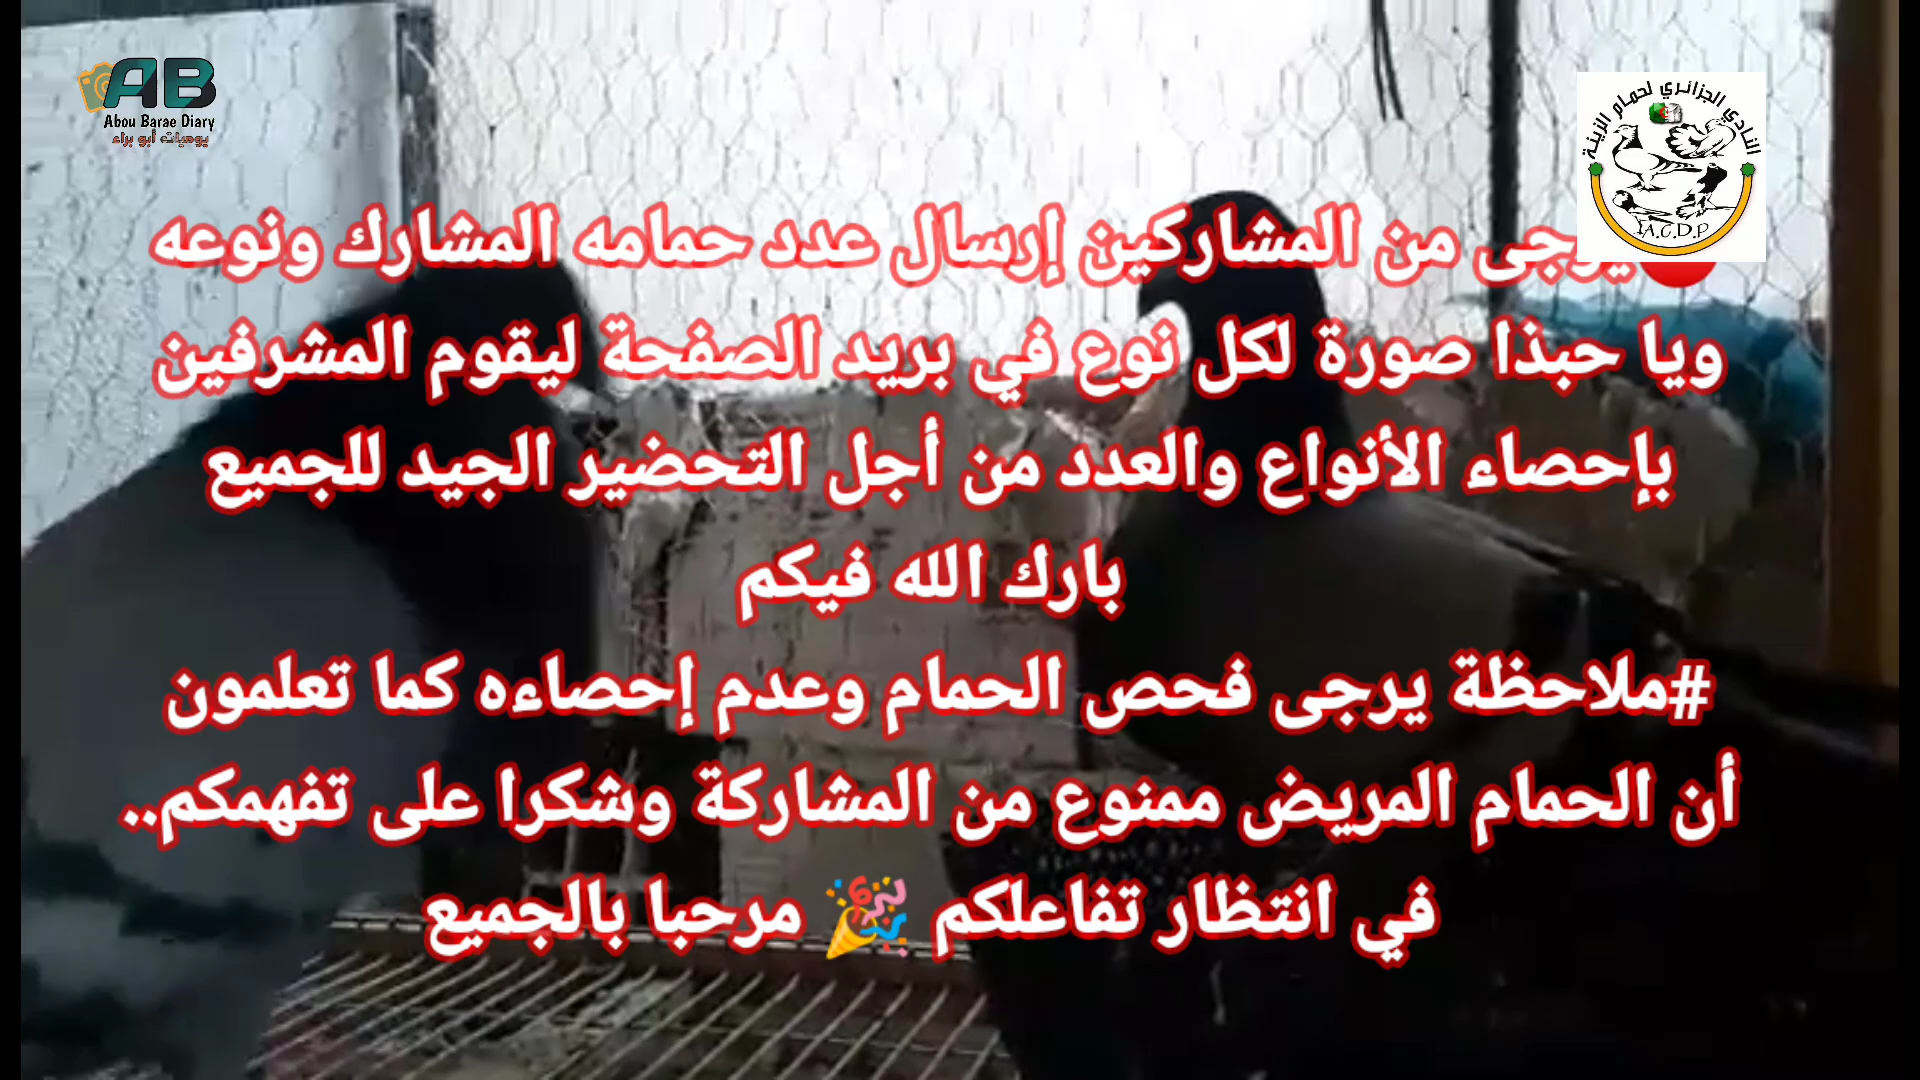 AB
Abou Barae Diary
يوميات أبو براء
النادي الجزائري لحمام الزينة
A.C.D.P
يرجى من المشاركين إرسال عدد حمامه المشارك ونوعه
ويا حبذا صورة لكل نوع في بريد الصفحة ليقوم المشرفين
بإحصاء الأنواع والعدد من أجل التحضير الجيد للجميع
بارك الله فيكم
#ملاحظة يرجى فحص الحمام وعدم إحصاءه كما تعلمون
أن الحمام المريض ممنوع من المشاركة وشكرا على تفهمكم..
في انتظار تفاعلكم 🎉 مرحبا بالجميع